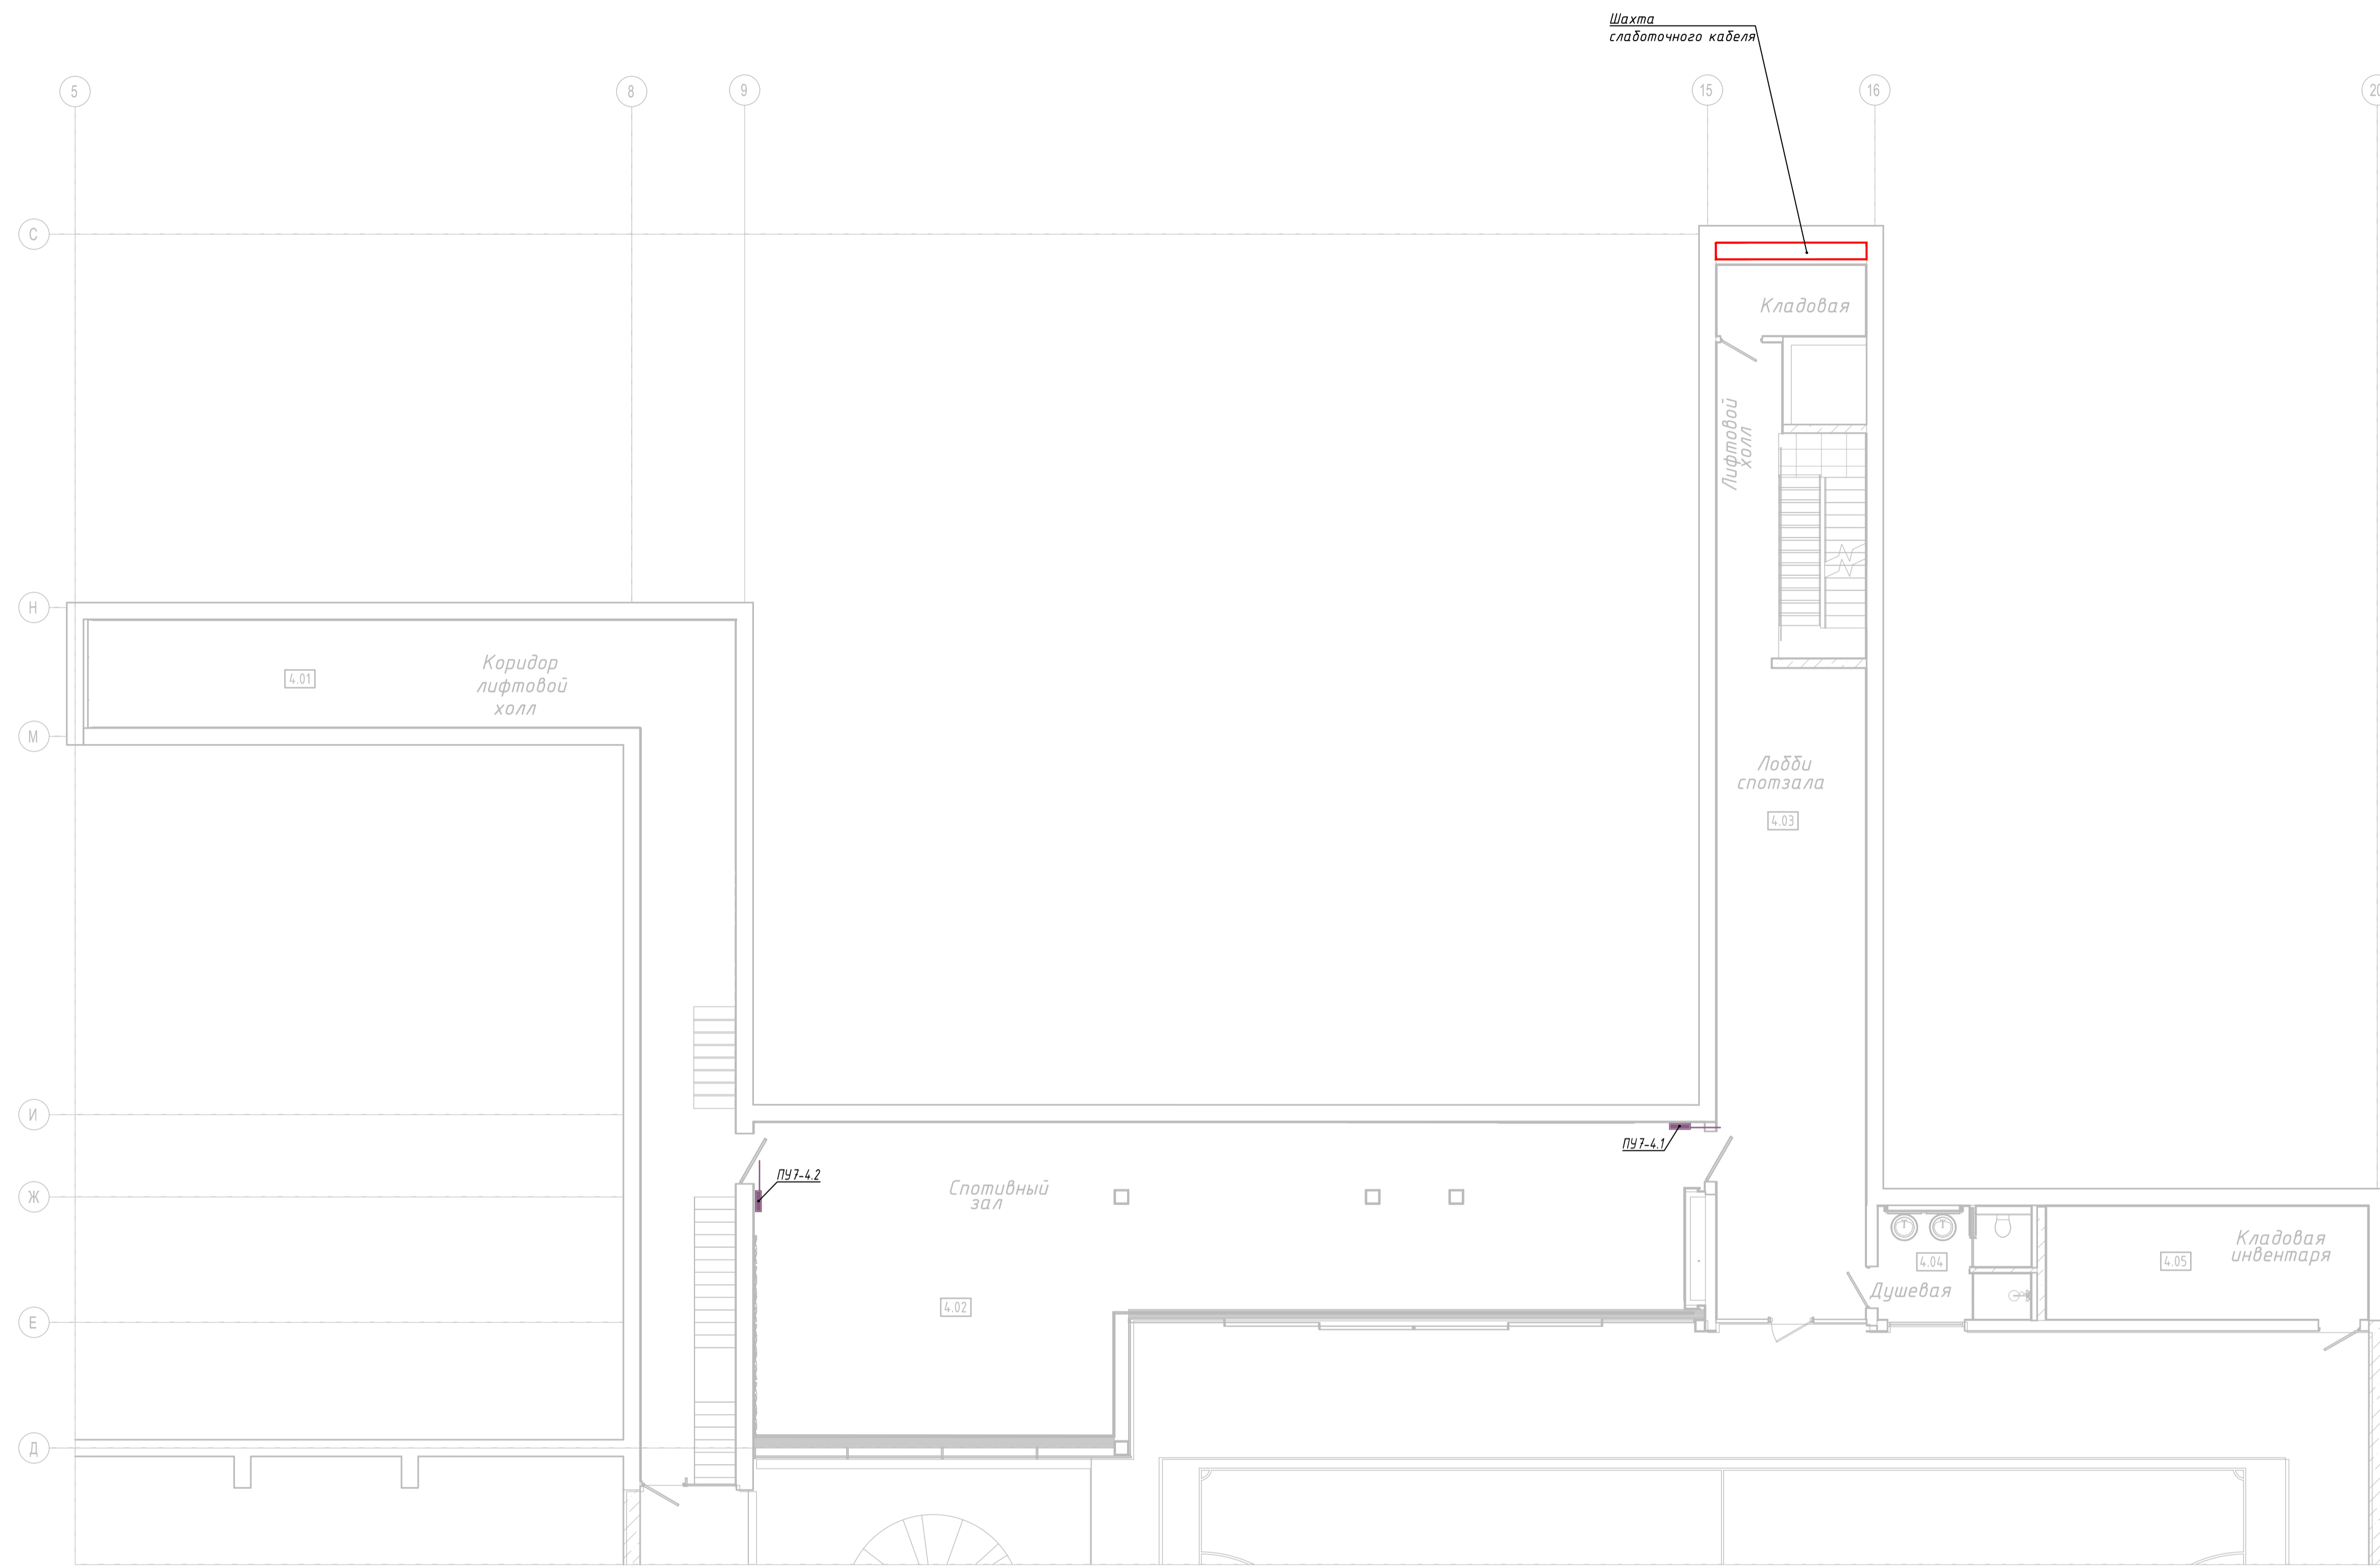 Шахта
слаботочного кабеля
5
8
9
15
16
20
С
Кладовая
Лифтовой
холл
Н
Коридор
лифтовой
холл
4.01
М
Лобби
спотзала
4.03
И
ПУ7-4.1
ПУ7-4.2
Ж
Спотивный
зал
Кладовая
инвентаря
4.04
4.05
Душевая
4.02
Е
Д